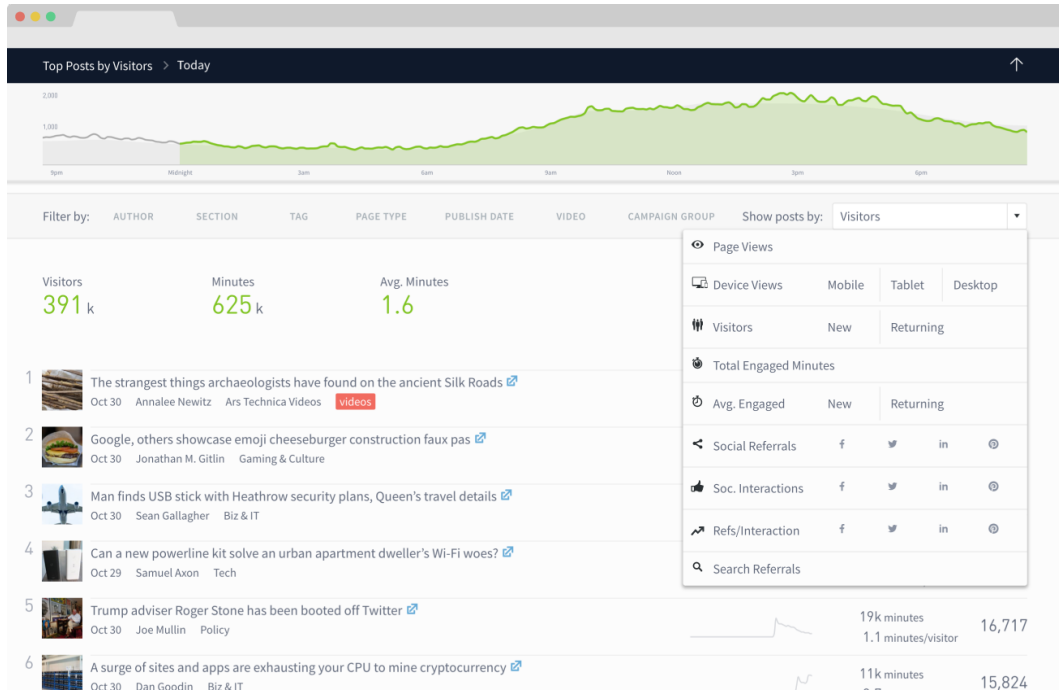 Top Posts by Visitors > Today
2,000
1,000
9pm Midnight 3am 6am 9am Noon 3pm 6pm
Filter by: AUTHOR SECTION TAG PAGE TYPE PUBLISH DATE VIDEO CAMPAIGN GROUP Show posts by: Visitors
Page Views
Device Views Mobile Tablet Desktop
Visitors New Returning
Total Engaged Minutes
Avg. Engaged New Returning
Social Referrals f in
Soc. Interactions f in
Refs/Interaction f in
Search Referrals
Visitors Minutes Avg. Minutes
391 k 625 k 1.6
1 The strangest things archaeologists have found on the ancient Silk Roads
Oct 30 Annalee Newitz Ars Technica Videos videos
2 Google, others showcase emoji cheeseburger construction faux pas
Oct 30 Jonathan M. Gitlin Gaming & Culture
3 Man finds USB stick with Heathrow security plans, Queen's travel details
Oct 30 Sean Gallagher Biz & IT
4 Can a new powerline kit solve an urban apartment dweller's Wi-Fi woes?
Oct 29 Samuel Axon Tech
5 Trump adviser Roger Stone has been booted off Twitter
Oct 30 Joe Mullin Policy
19k minutes
1.1 minutes/visitor
16,717
6 A surge of sites and apps are exhausting your CPU to mine cryptocurrency
Oct 30 Dan Goodin Biz & IT
11k minutes
15,824